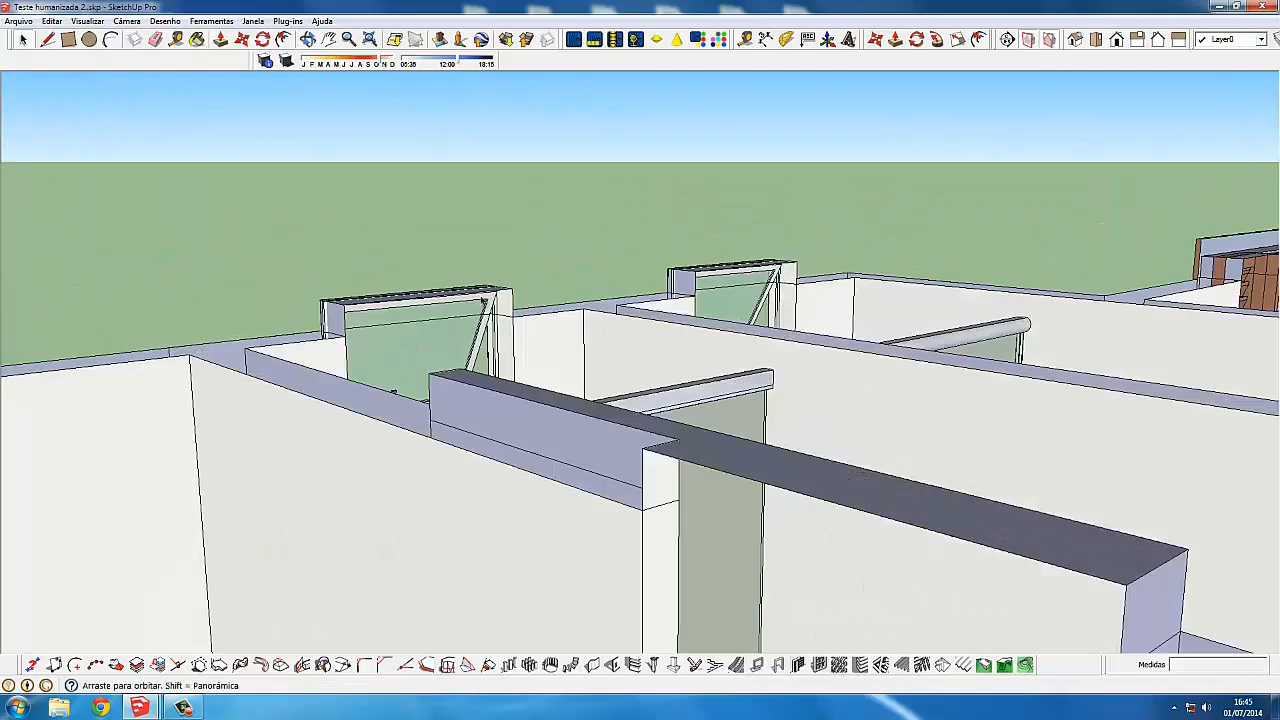 Teste humanizada 2.skp - SketchUp Pro
Arquivo Editar Visualizar Câmera Desenho Ferramentas Janela Plug-ins Ajuda
Layer0
J F M A M J J A S O N D 05:36 12:00 18:15
Medidas
Arraste para orbitar. Shift = Panorâmica
16:45
01/07/2014